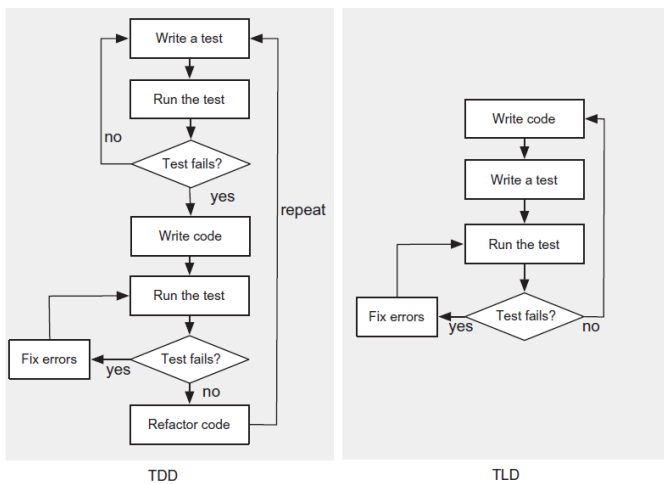 Write a test
Run the test
no
Test fails?
yes
repeat
Write code
Run the test
Fix errors
Test fails?
yes
no
Refactor code
TDD
Write code
Write a test
Run the test
Fix errors
Test fails?
yes
no
TLD